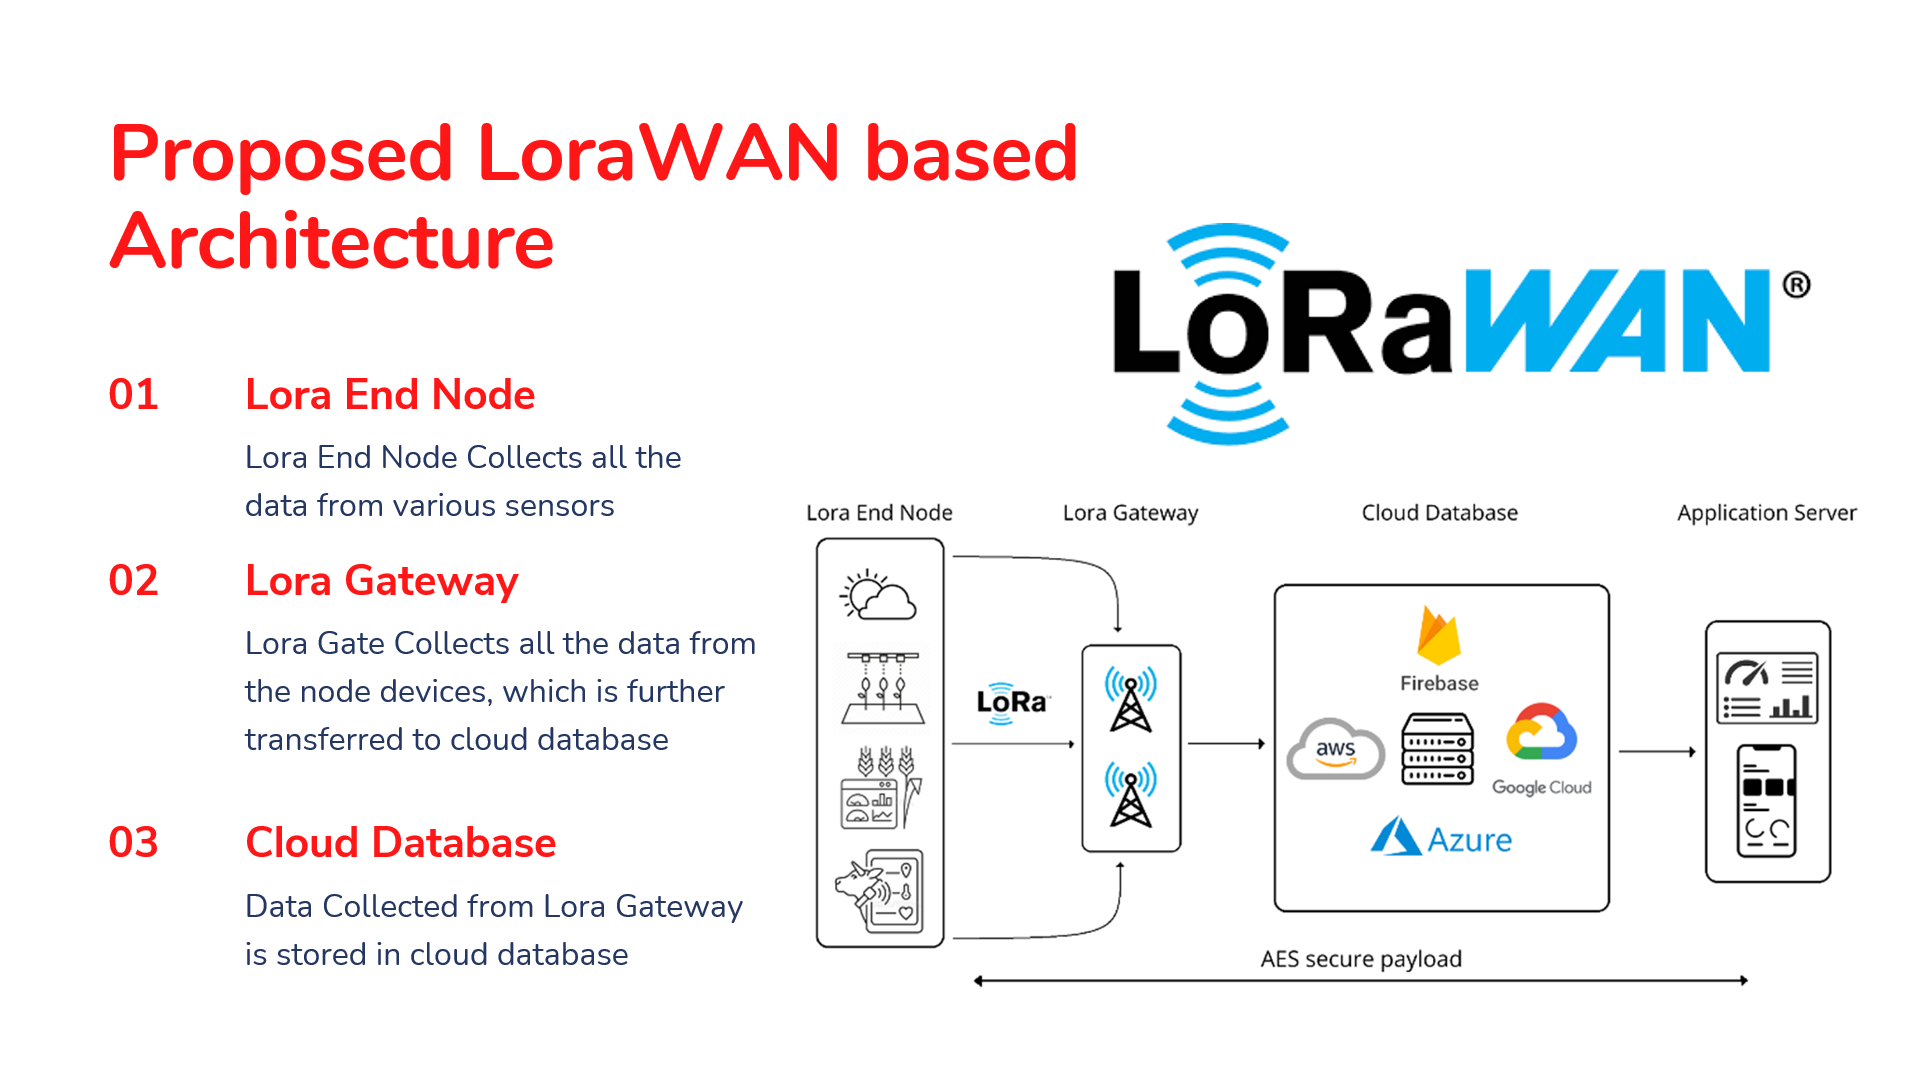 Proposed LoraWAN based
Architecture
LoRaWAN®
01 Lora End Node
Lora End Node Collects all the
data from various sensors
02 Lora Gateway
Lora Gate Collects all the data from
the node devices, which is further
transferred to cloud database
03 Cloud Database
Data Collected from Lora Gateway
is stored in cloud database
Lora End Node
Lora Gateway
Cloud Database
Application Server
LoRa™
Firebase
aws
Google Cloud
Azure
AES secure payload